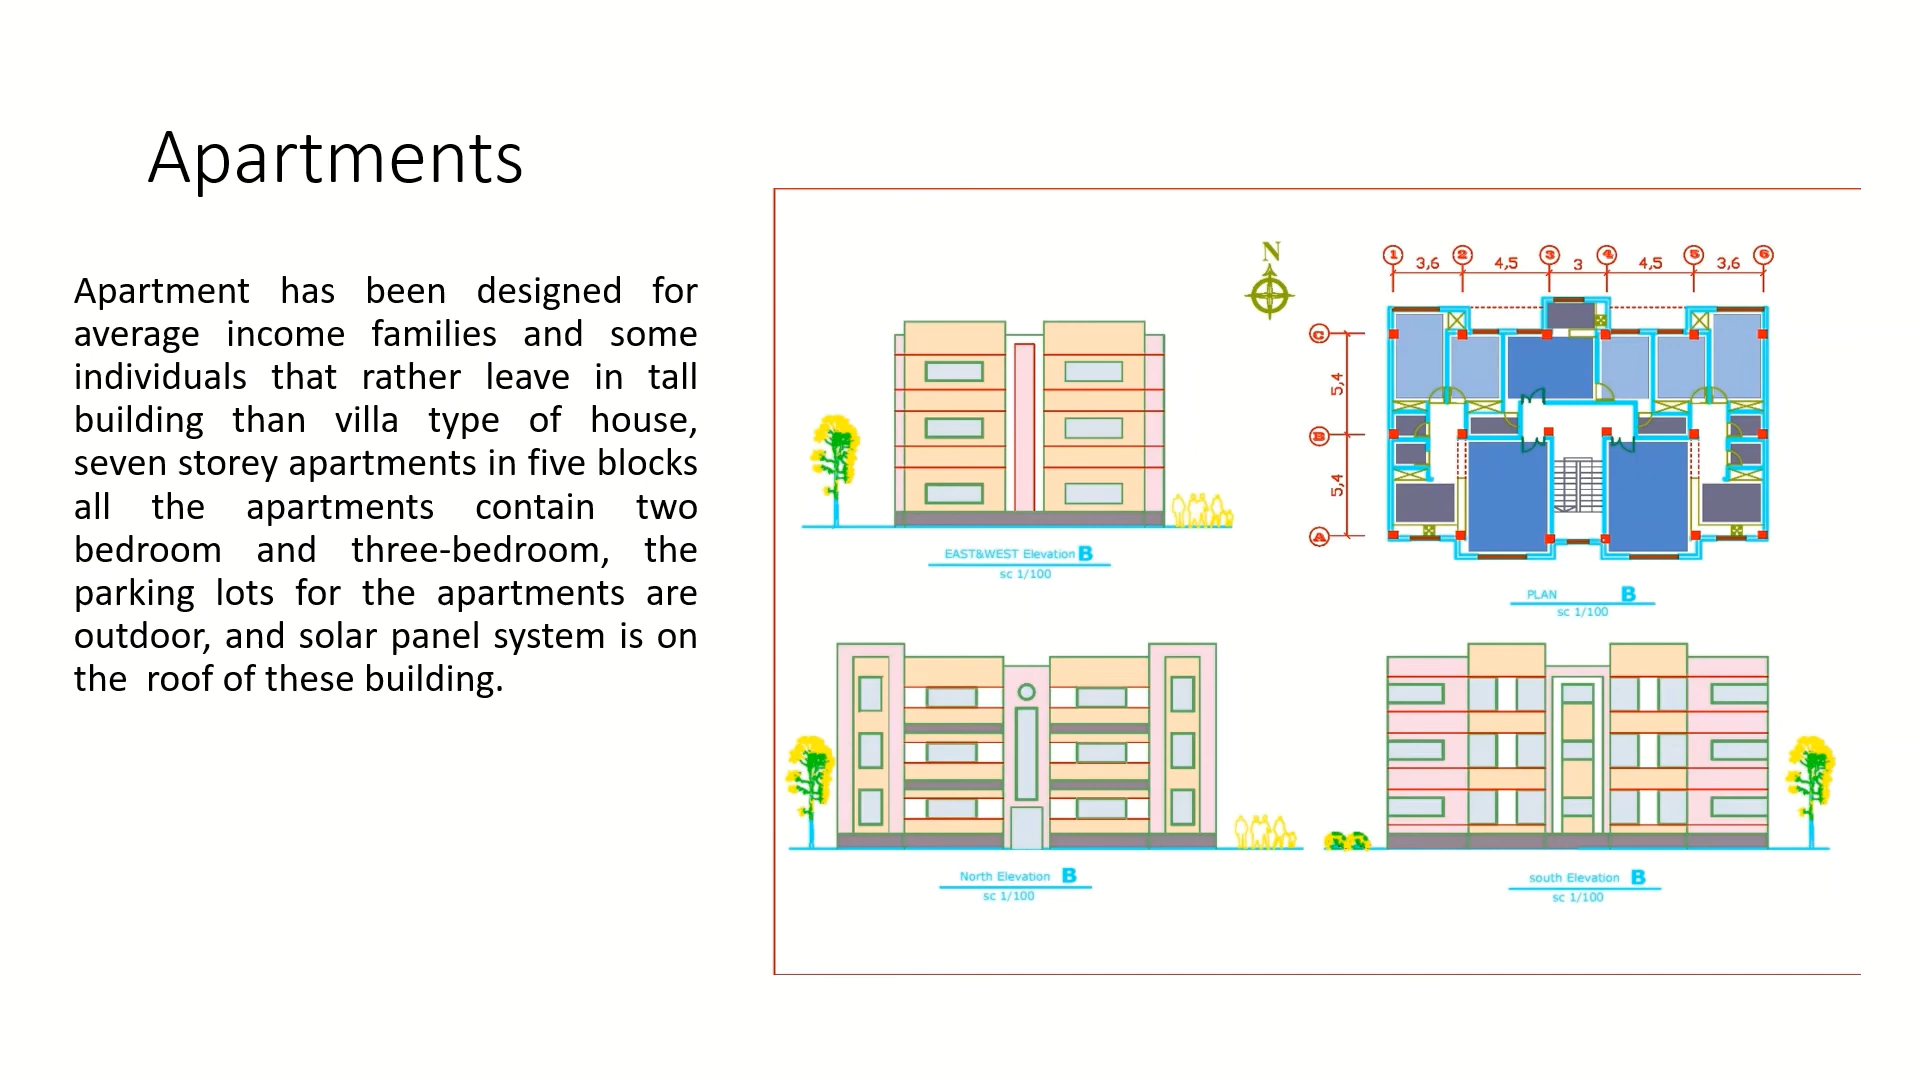 Apartments
Apartment has been designed for
average income families and some
individuals that rather leave in tall
building than villa type of house,
seven storey apartments in five blocks
all the apartments contain two
bedroom and three-bedroom, the
parking lots for the apartments are
outdoor, and solar panel system is on
the roof of these building.
N
1 2 3 4 5 6
3,6 4,5 3 4,5 3,6
C
5,4
B
5,4
A
EAST&WEST Elevation B
sc 1/100
PLAN B
sc 1/100
North Elevation B
sc 1/100
south Elevation B
sc 1/100